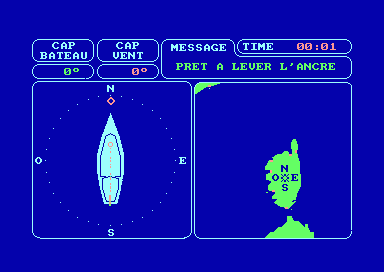 CAP BATEAU
CAP VENT
MESSAGE
TIME 00:01
0°
0°
PRET A LEVER L'ANCRE
N
O E
S
N
O E
S